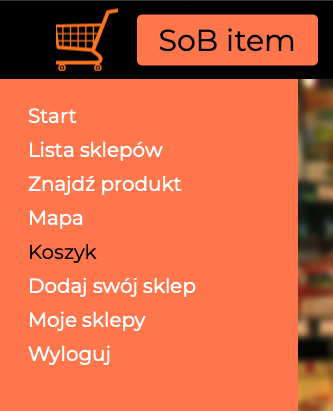 SoB item
Start
Lista sklepów
Znajdź produkt
Mapa
Koszyk
Dodaj swój sklep
Moje sklepy
Wyloguj